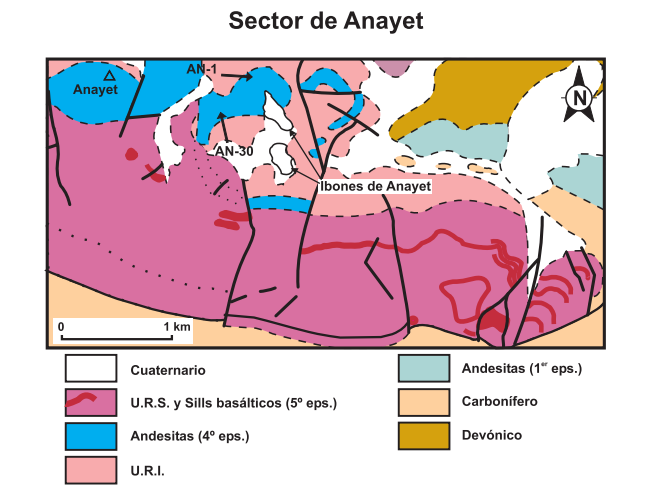 Sector de Anayet
AN-1
Anayet
N
AN-30
Ibones de Anayet
0 1 km
Cuaternario
U.R.S. y Sills basálticos (5º eps.)
Andesitas (4º eps.)
U.R.I.
Andesitas (1er eps.)
Carbonífero
Devónico